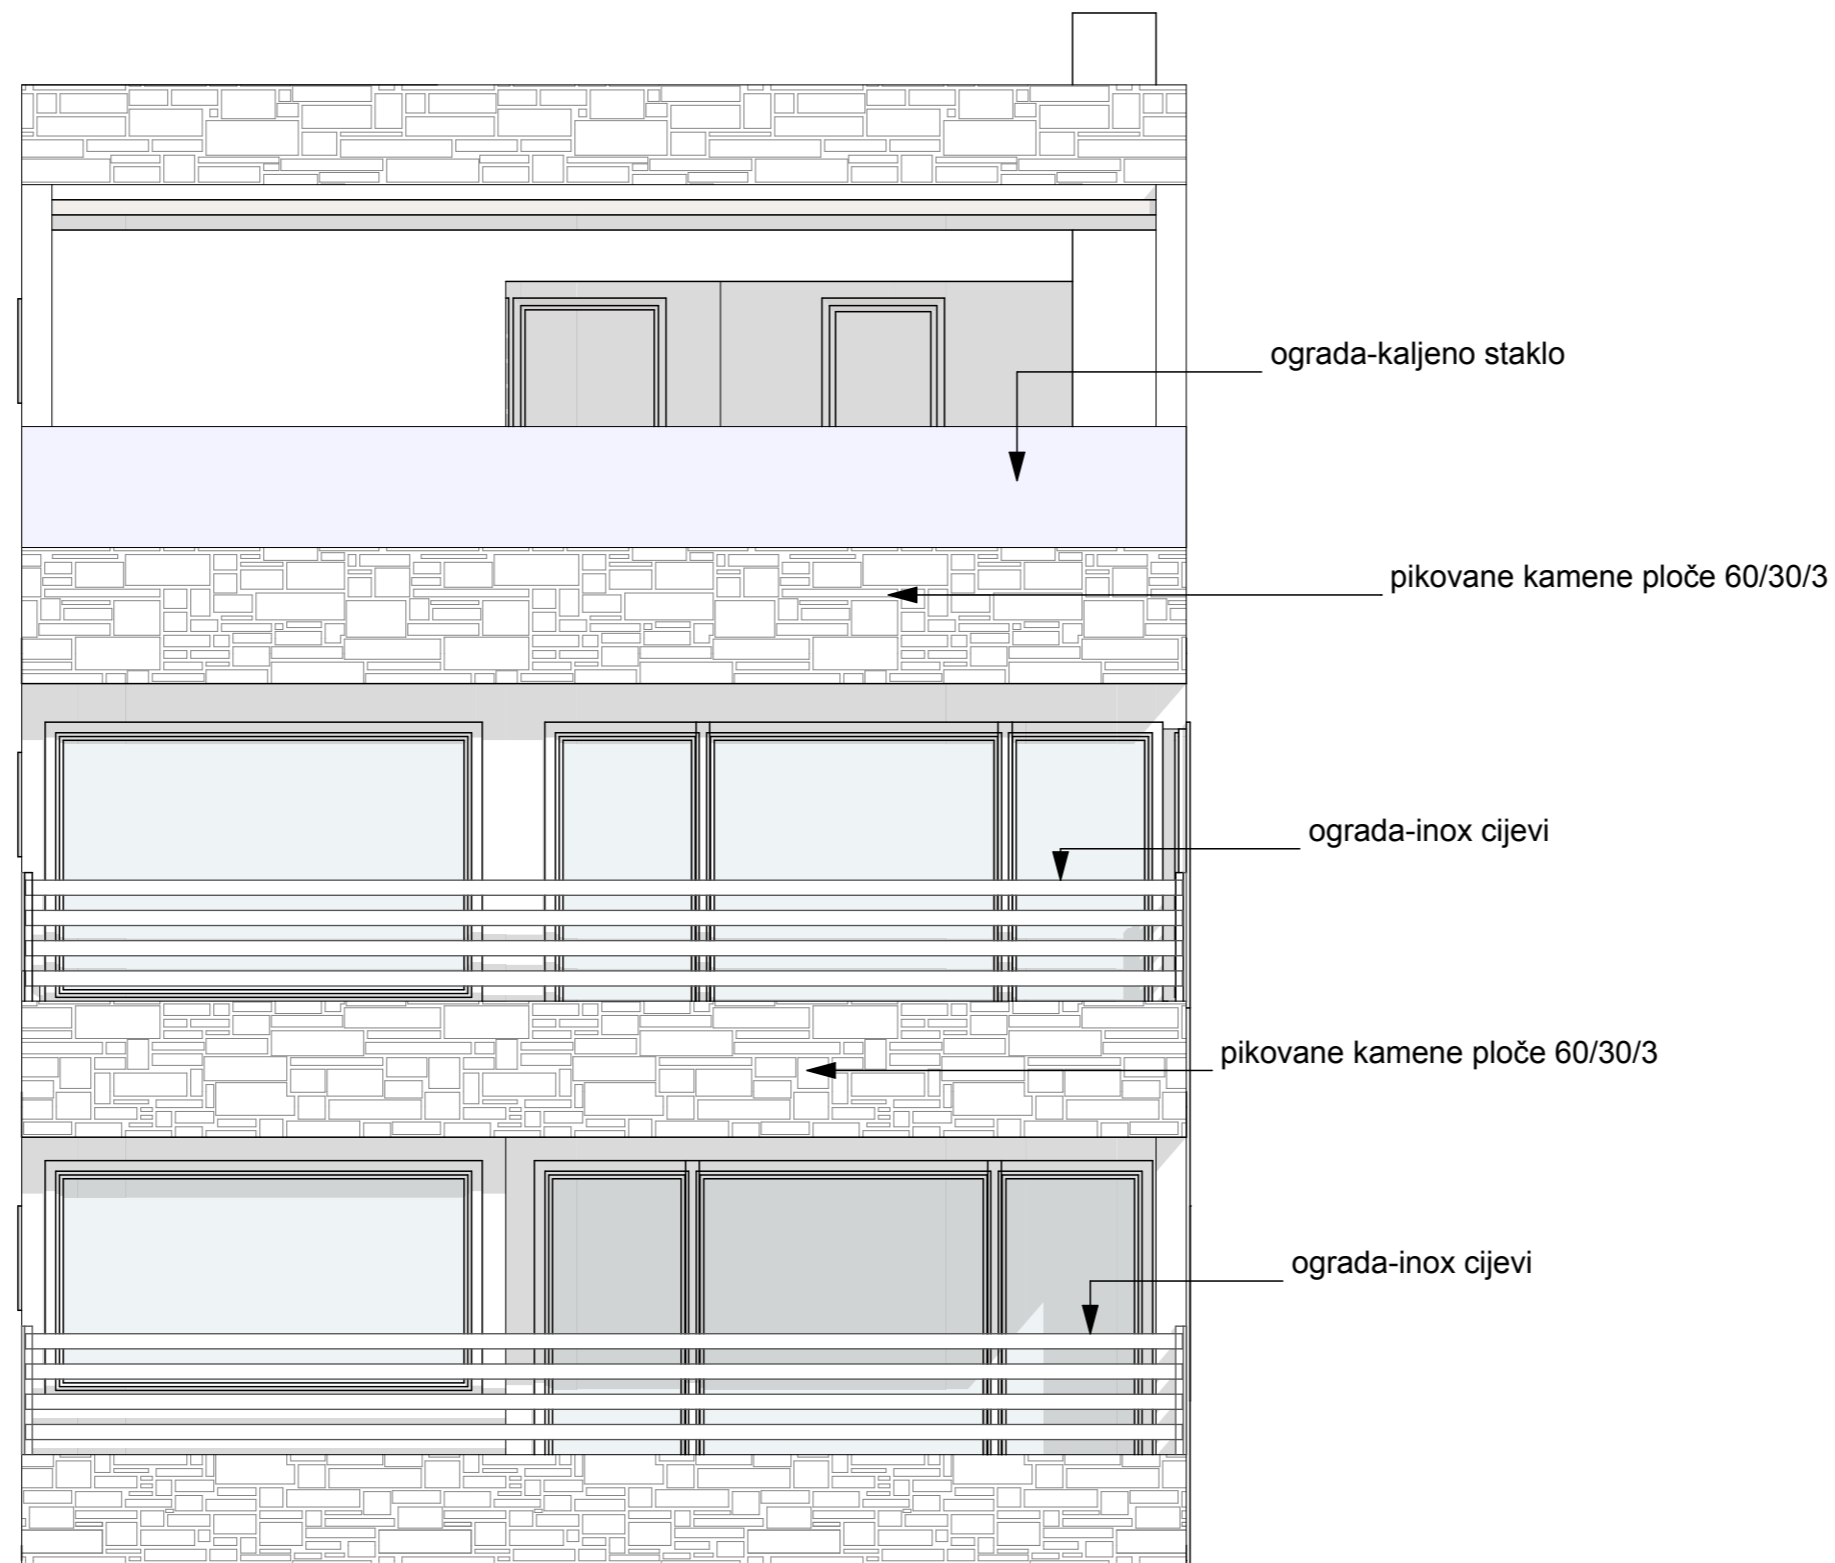 ograda-kaljeno staklo
pikovane kamene ploče 60/30/3
ograda-inox cijevi
pikovane kamene ploče 60/30/3
ograda-inox cijevi